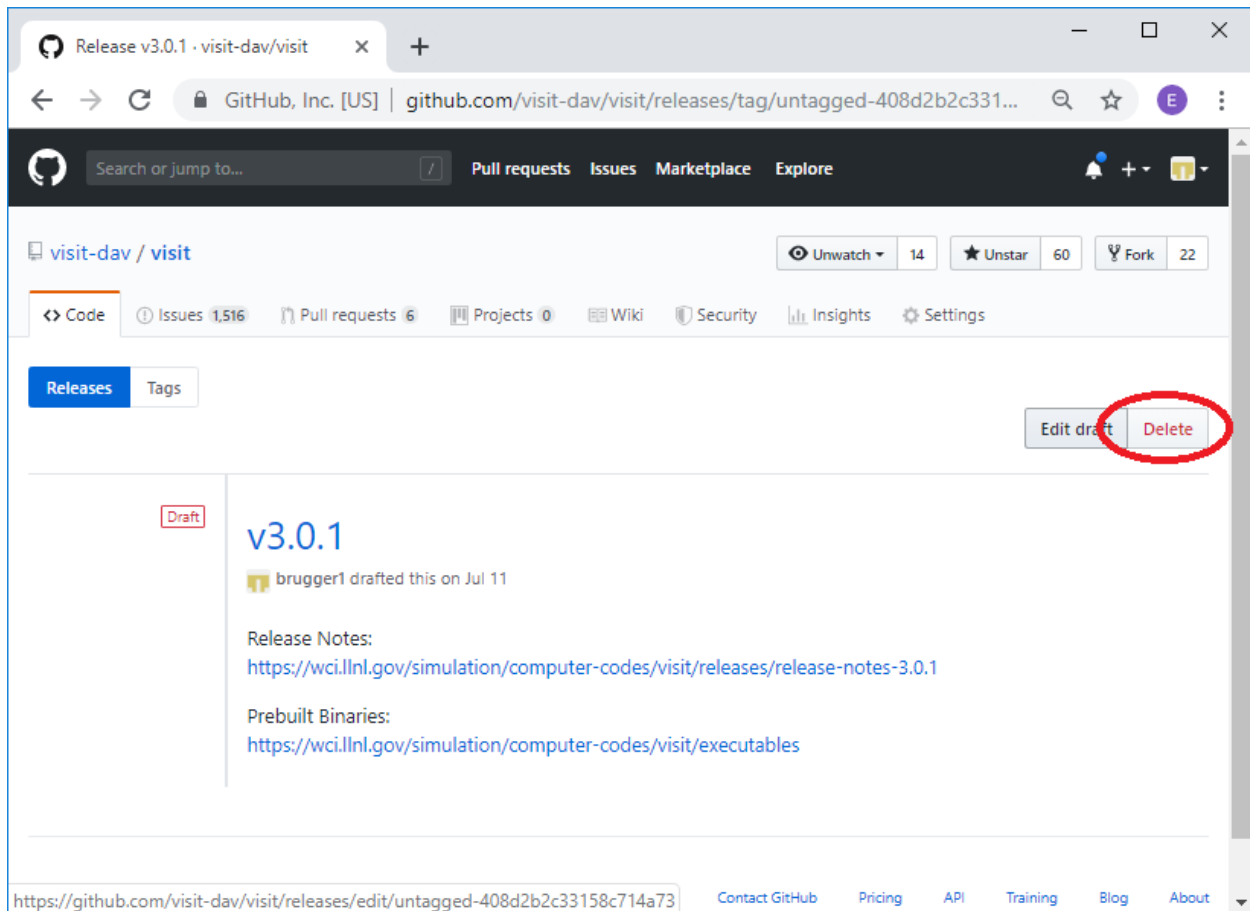 Release v3.0.1 · visit-dav/visit
GitHub, Inc. [US] | github.com/visit-dav/visit/releases/tag/untagged-408d2b2c331...
E
Search or jump to... / Pull requests Issues Marketplace Explore
visit-dav / visit
Unwatch 14 Unstar 60 Fork 22
Code Issues 1,516 Pull requests 6 Projects 0 Wiki Security Insights Settings
Releases Tags
Edit draft Delete
Draft
v3.0.1
brugger1 drafted this on Jul 11
Release Notes:
https://wci.llnl.gov/simulation/computer-codes/visit/releases/release-notes-3.0.1
Prebuilt Binaries:
https://wci.llnl.gov/simulation/computer-codes/visit/executables
https://github.com/visit-dav/visit/releases/edit/untagged-408d2b2c33158c714a73
Contact GitHub Pricing API Training Blog About